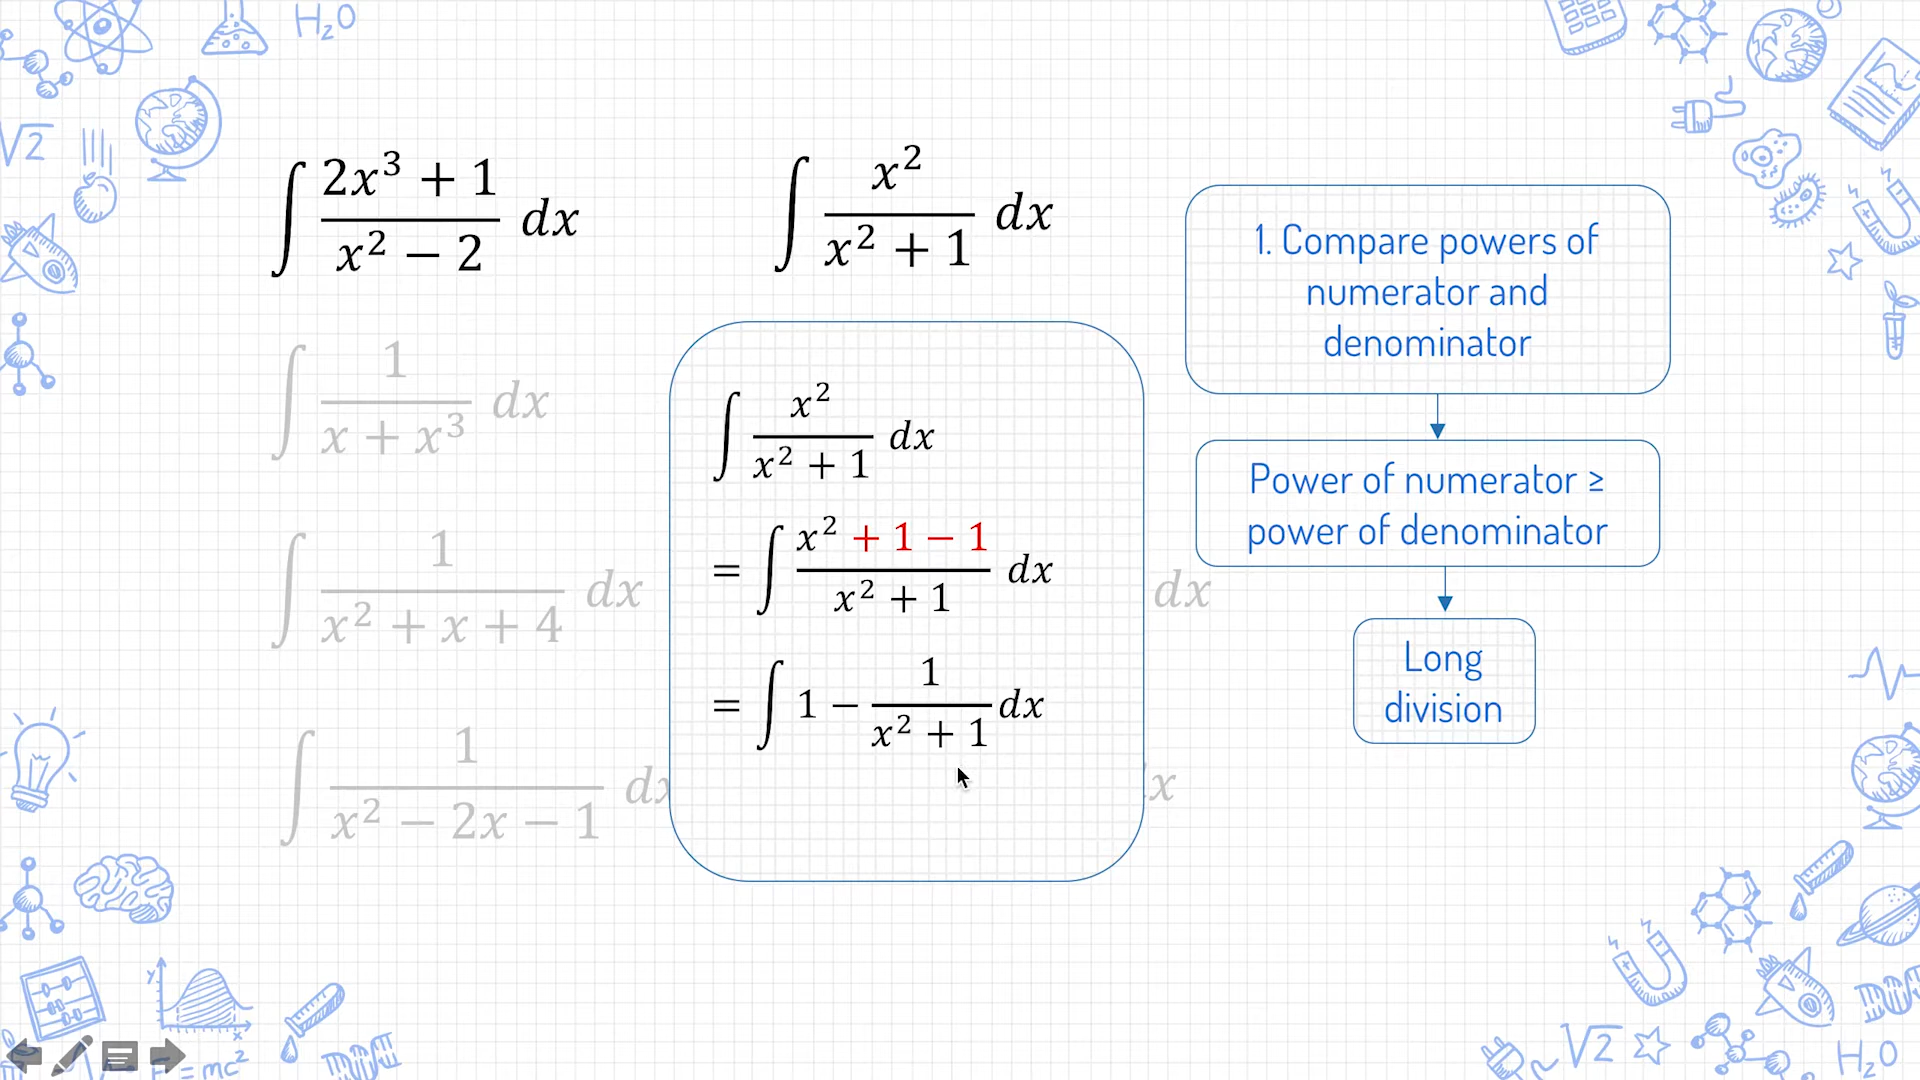 H₂O
√2
∫ (2x³ + 1)/(x² − 2) dx
∫ x²/(x² + 1) dx
∫ 1/(x + x³) dx
∫ 1/(x² + x + 4) dx
dx
∫ 1/(x² − 2x − 1) dx
x
∫ x²/(x² + 1) dx
= ∫ (x² + 1 − 1)/(x² + 1) dx
= ∫ 1 − 1/(x² + 1) dx
1. Compare powers of
numerator and
denominator
Power of numerator ≥
power of denominator
Long
division
y
x
E = mc²
√2
H₂O